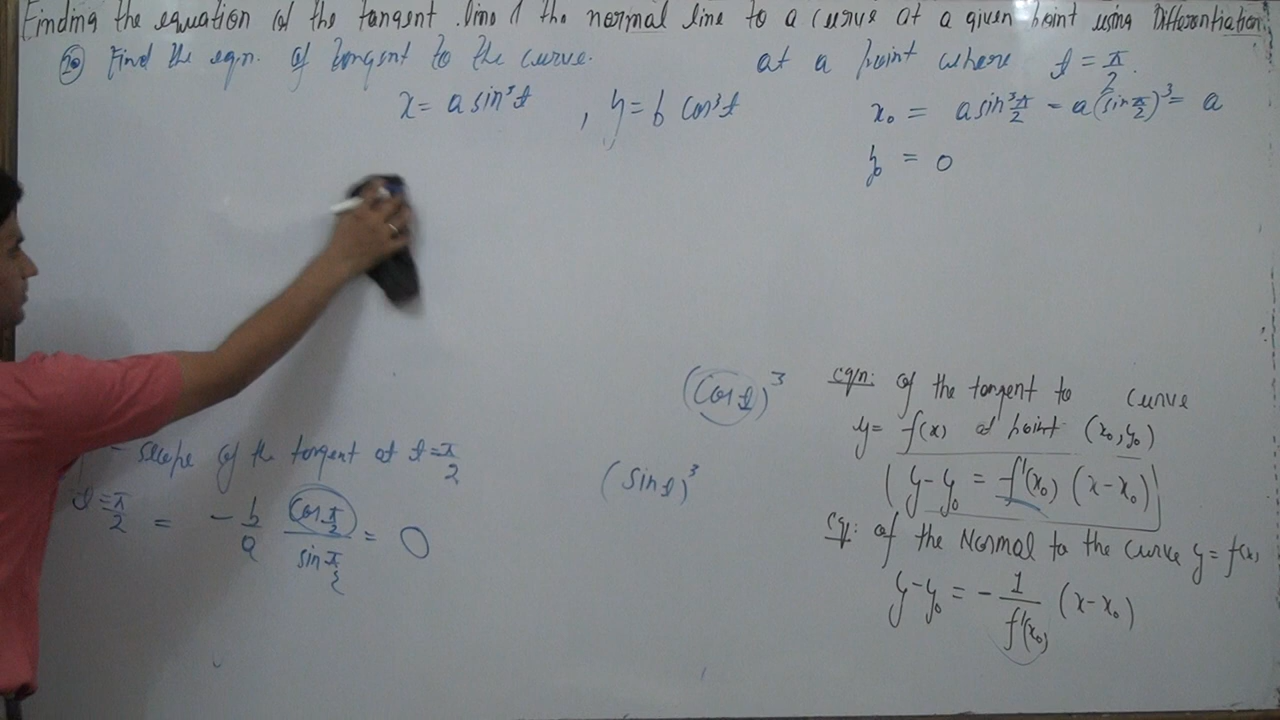 Finding the equation of the tangent line & the normal line to a curve at a given point using Differentiation.
20 Find the eqn. of tangent to the curve. at a point where t = π/2.
x = a sin³t , y = b cos³t
x₀ = a sin³ π/2 = a(sin π/2)³ = a
y₀ = 0
slope of the tangent at t = π/2
t = π/2 = - b/a cos π/2 / sin π/2 = 0
(cos t)³
(sin t)³
eqn: of the tangent to curve
y = f(x) at point (x₀, y₀)
y - y₀ = f'(x₀) (x - x₀)
eq: of the Normal to the curve y = f(x)
y - y₀ = - 1/f'(x₀) (x - x₀)